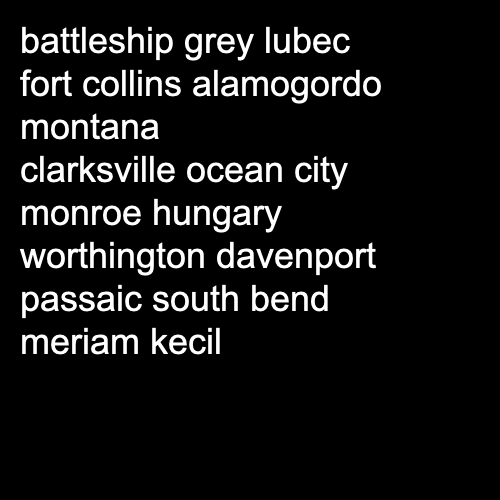 battleship grey lubec
fort collins alamogordo
montana
clarksville ocean city
monroe hungary
worthington davenport
passaic south bend
meriam kecil